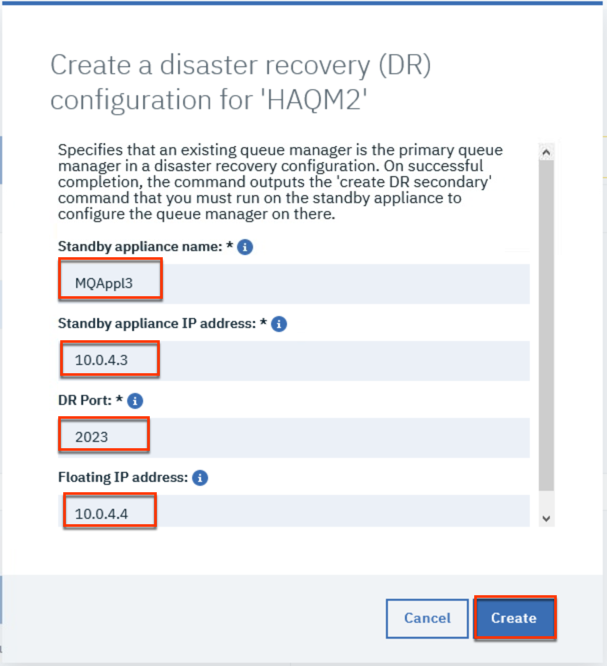 Create a disaster recovery (DR)
configuration for 'HAQM2'
Specifies that an existing queue manager is the primary queue
manager in a disaster recovery configuration. On successful
completion, the command outputs the 'create DR secondary'
command that you must run on the standby appliance to
configure the queue manager on there.
Standby appliance name: *
MQAppl3
Standby appliance IP address: *
10.0.4.3
DR Port: *
2023
Floating IP address:
10.0.4.4
Cancel Create